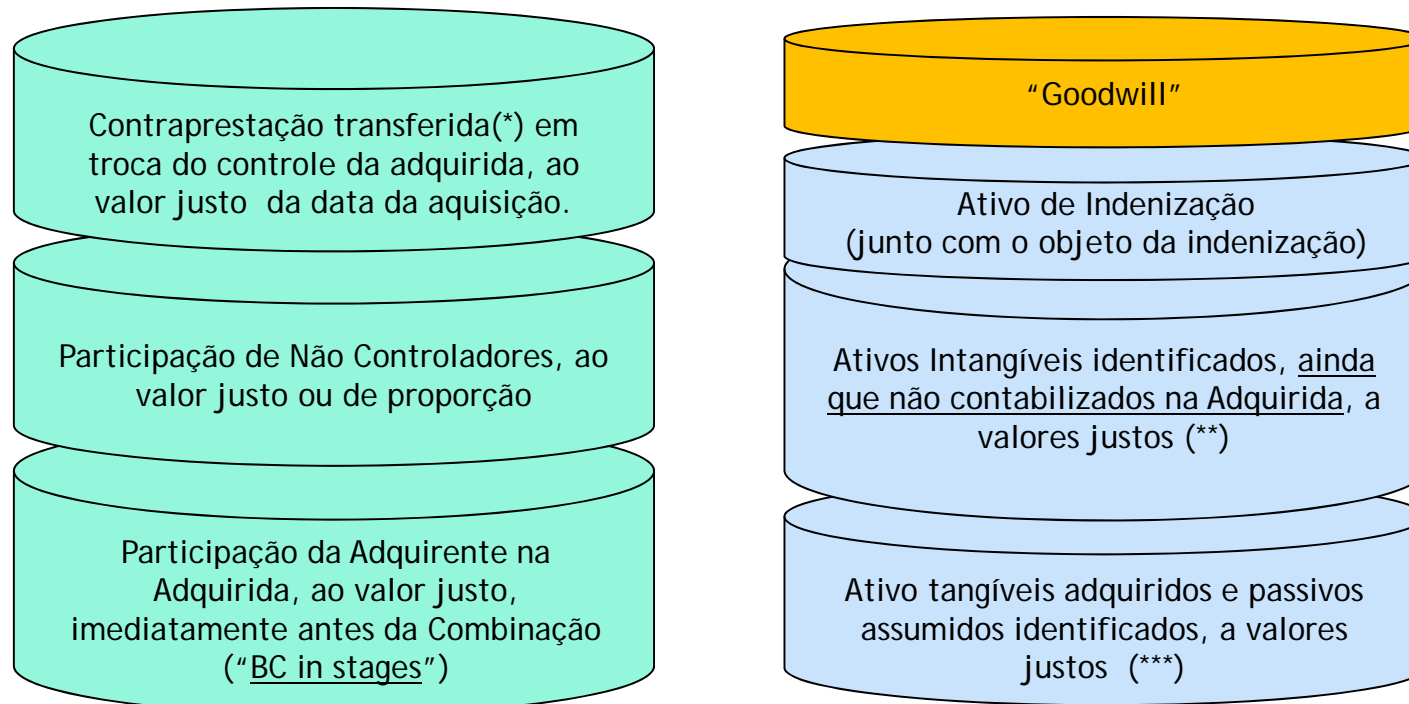 Contraprestação transferida(*) em
troca do controle da adquirida, ao
valor justo  da data da aquisição.
Participação de Não Controladores, ao
valor justo ou de proporção
Participação da Adquirente na
Adquirida, ao valor justo,
imediatamente antes da Combinação
(“BC in stages”)
“Goodwill”
Ativo de Indenização
(junto com o objeto da indenização)
Ativos Intangíveis identificados, ainda
que não contabilizados na Adquirida, a
valores justos (**)
Ativo tangíveis adquiridos e passivos
assumidos identificados, a valores
justos  (***)